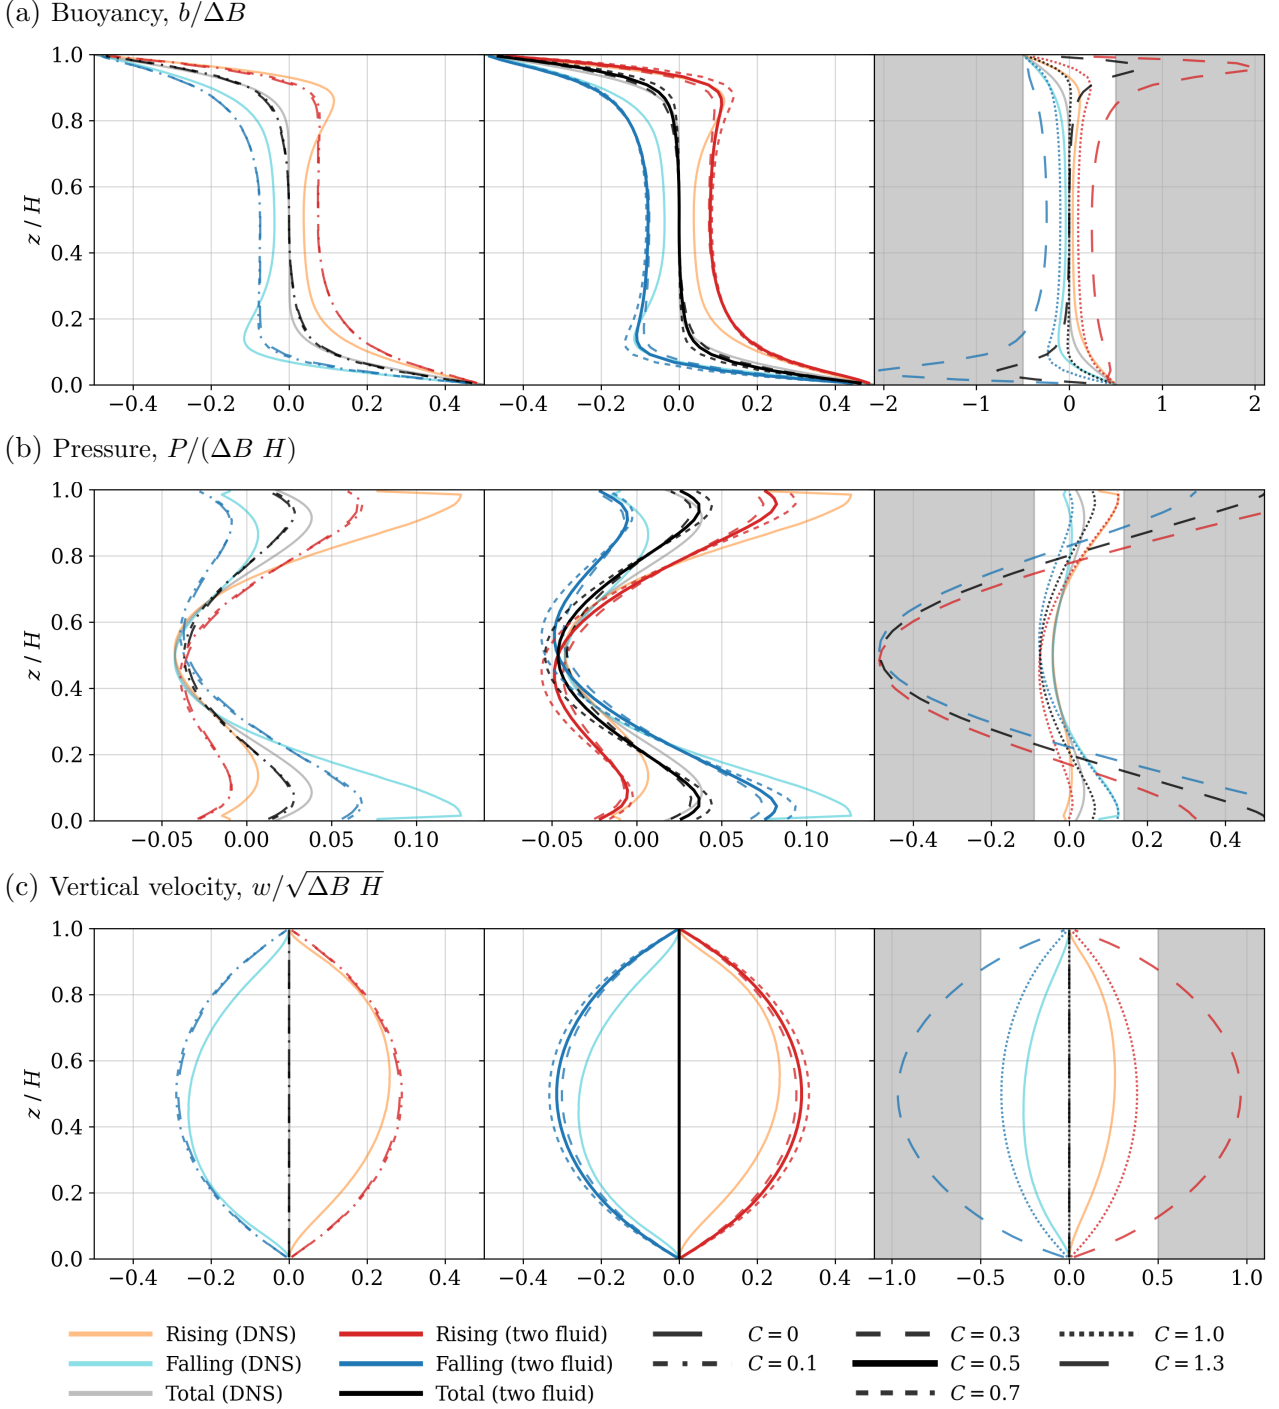 (a) Buoyancy, b/ΔB
1.0
0.8
0.6
0.4
0.2
0.0
z / H
−0.4 −0.2 0.0 0.2 0.4
−0.4 −0.2 0.0 0.2 0.4
−2 −1 0 1 2
(b) Pressure, P/(ΔB H)
1.0
0.8
0.6
0.4
0.2
0.0
z / H
−0.05 0.00 0.05 0.10
−0.05 0.00 0.05 0.10
−0.4 −0.2 0.0 0.2 0.4
(c) Vertical velocity, w/√ΔB H
1.0
0.8
0.6
0.4
0.2
0.0
z / H
−0.4 −0.2 0.0 0.2 0.4
−0.4 −0.2 0.0 0.2 0.4
−1.0 −0.5 0.0 0.5 1.0
Rising (DNS) Rising (two fluid) C = 0 C = 0.3 C = 1.0
Falling (DNS) Falling (two fluid) C = 0.1 C = 0.5 C = 1.3
Total (DNS) Total (two fluid) C = 0.7